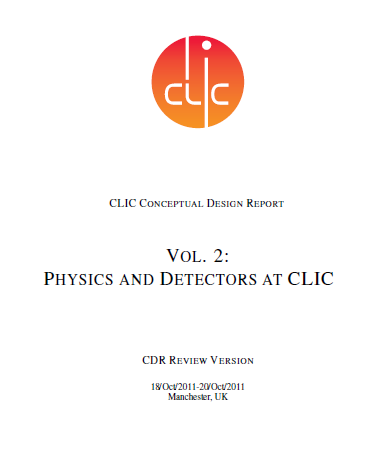 clic
CLIC CONCEPTUAL DESIGN REPORT
VOL. 2:
PHYSICS AND DETECTORS AT CLIC
CDR REVIEW VERSION
18/Oct/2011-20/Oct/2011
Manchester, UK